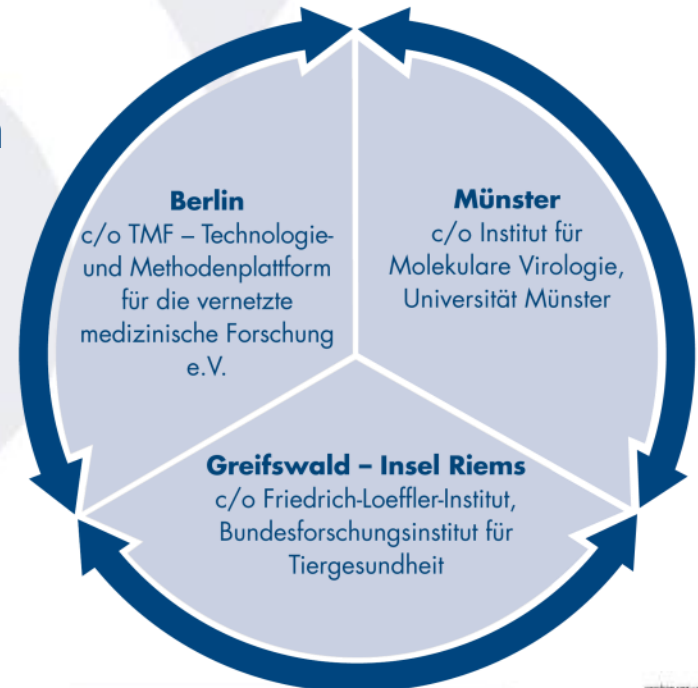 Berlin
c/o TMF – Technologie-
und Methodenplattform
für die vernetzte
medizinische Forschung
e.V.
Münster
c/o Institut für
Molekulare Virologie,
Universität Münster
Greifswald – Insel Riems
c/o Friedrich-Loeffler-Institut,
Bundesforschungsinstitut für
Tiergesundheit